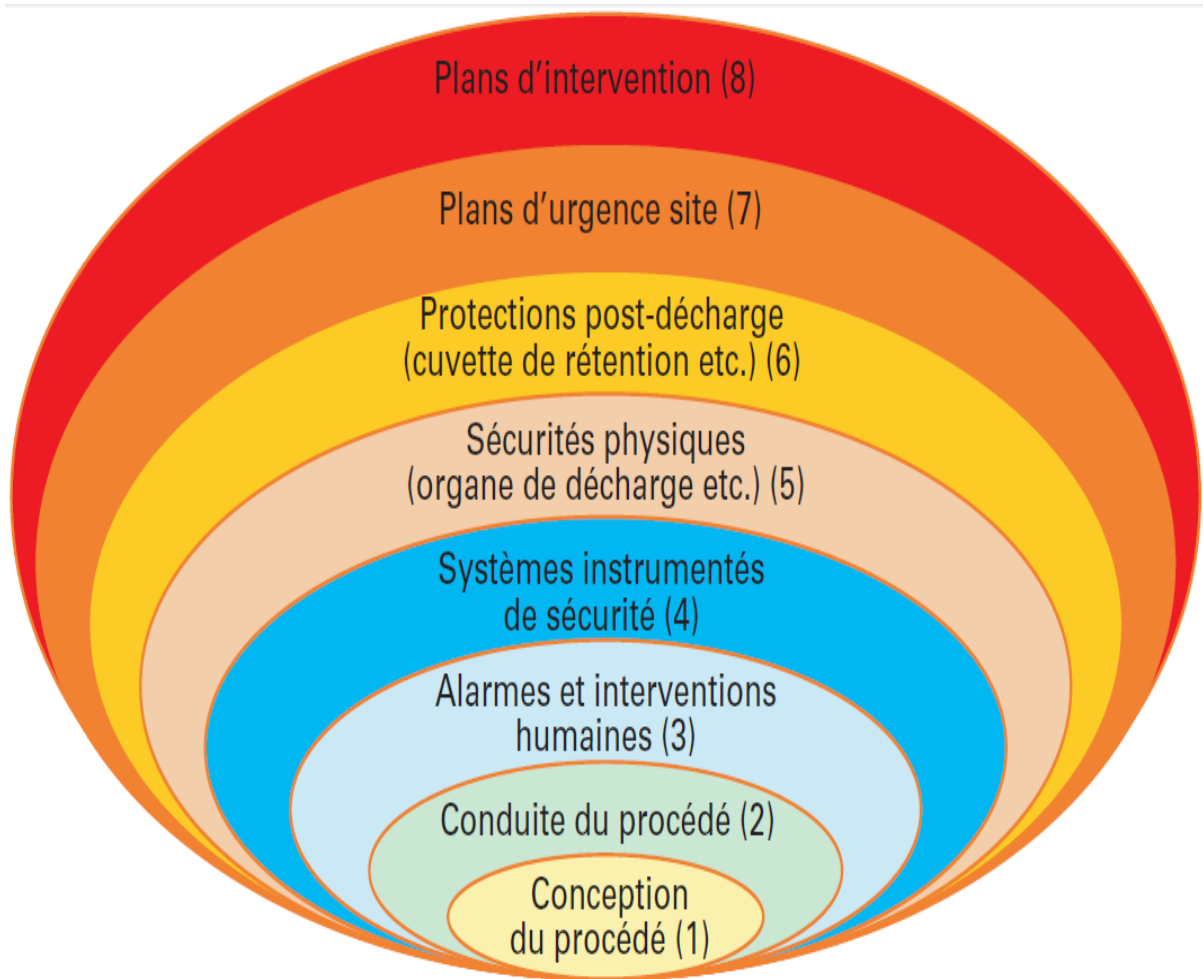 Plans d’intervention (8)
Plans d’urgence site (7)
Protections post-décharge
(cuvette de rétention etc.) (6)
Sécurités physiques
(organe de décharge etc.) (5)
Systèmes instrumentés
de sécurité (4)
Alarmes et interventions
humaines (3)
Conduite du procédé (2)
Conception
du procédé (1)